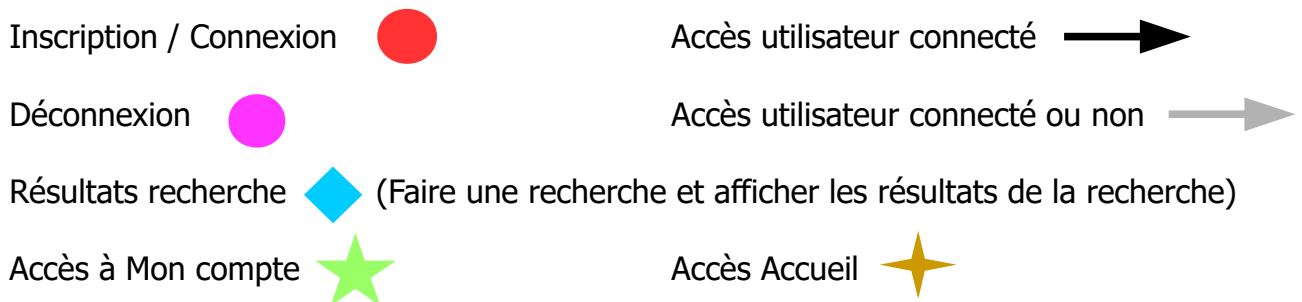 Inscription / Connexion
Accès utilisateur connecté
Déconnexion
Accès utilisateur connecté ou non
Résultats recherche (Faire une recherche et afficher les résultats de la recherche)
Accès à Mon compte
Accès Accueil